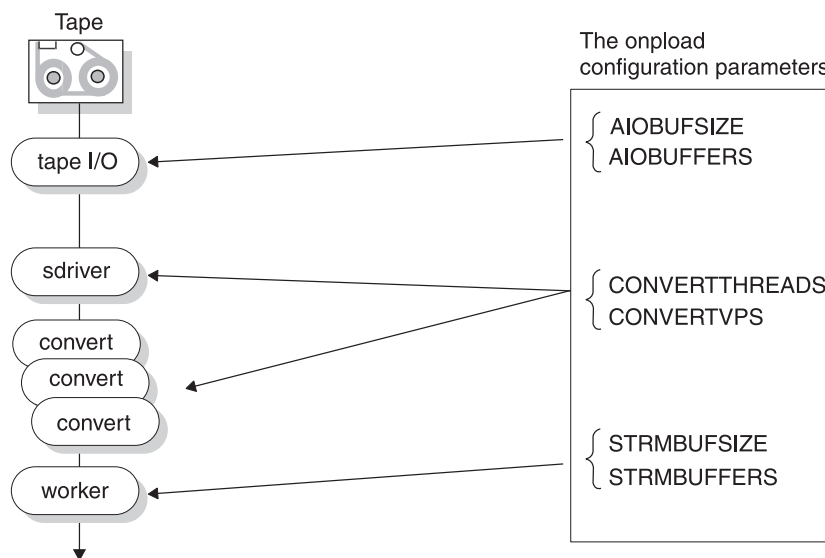 Tape
tape I/O
sdriver
convert
convert
convert
worker
The onpload
configuration parameters
AIOBUFSIZE
AIOBUFFERS
CONVERTTHREADS
CONVERTVPS
STRMBUFSIZE
STRMBUFFERS